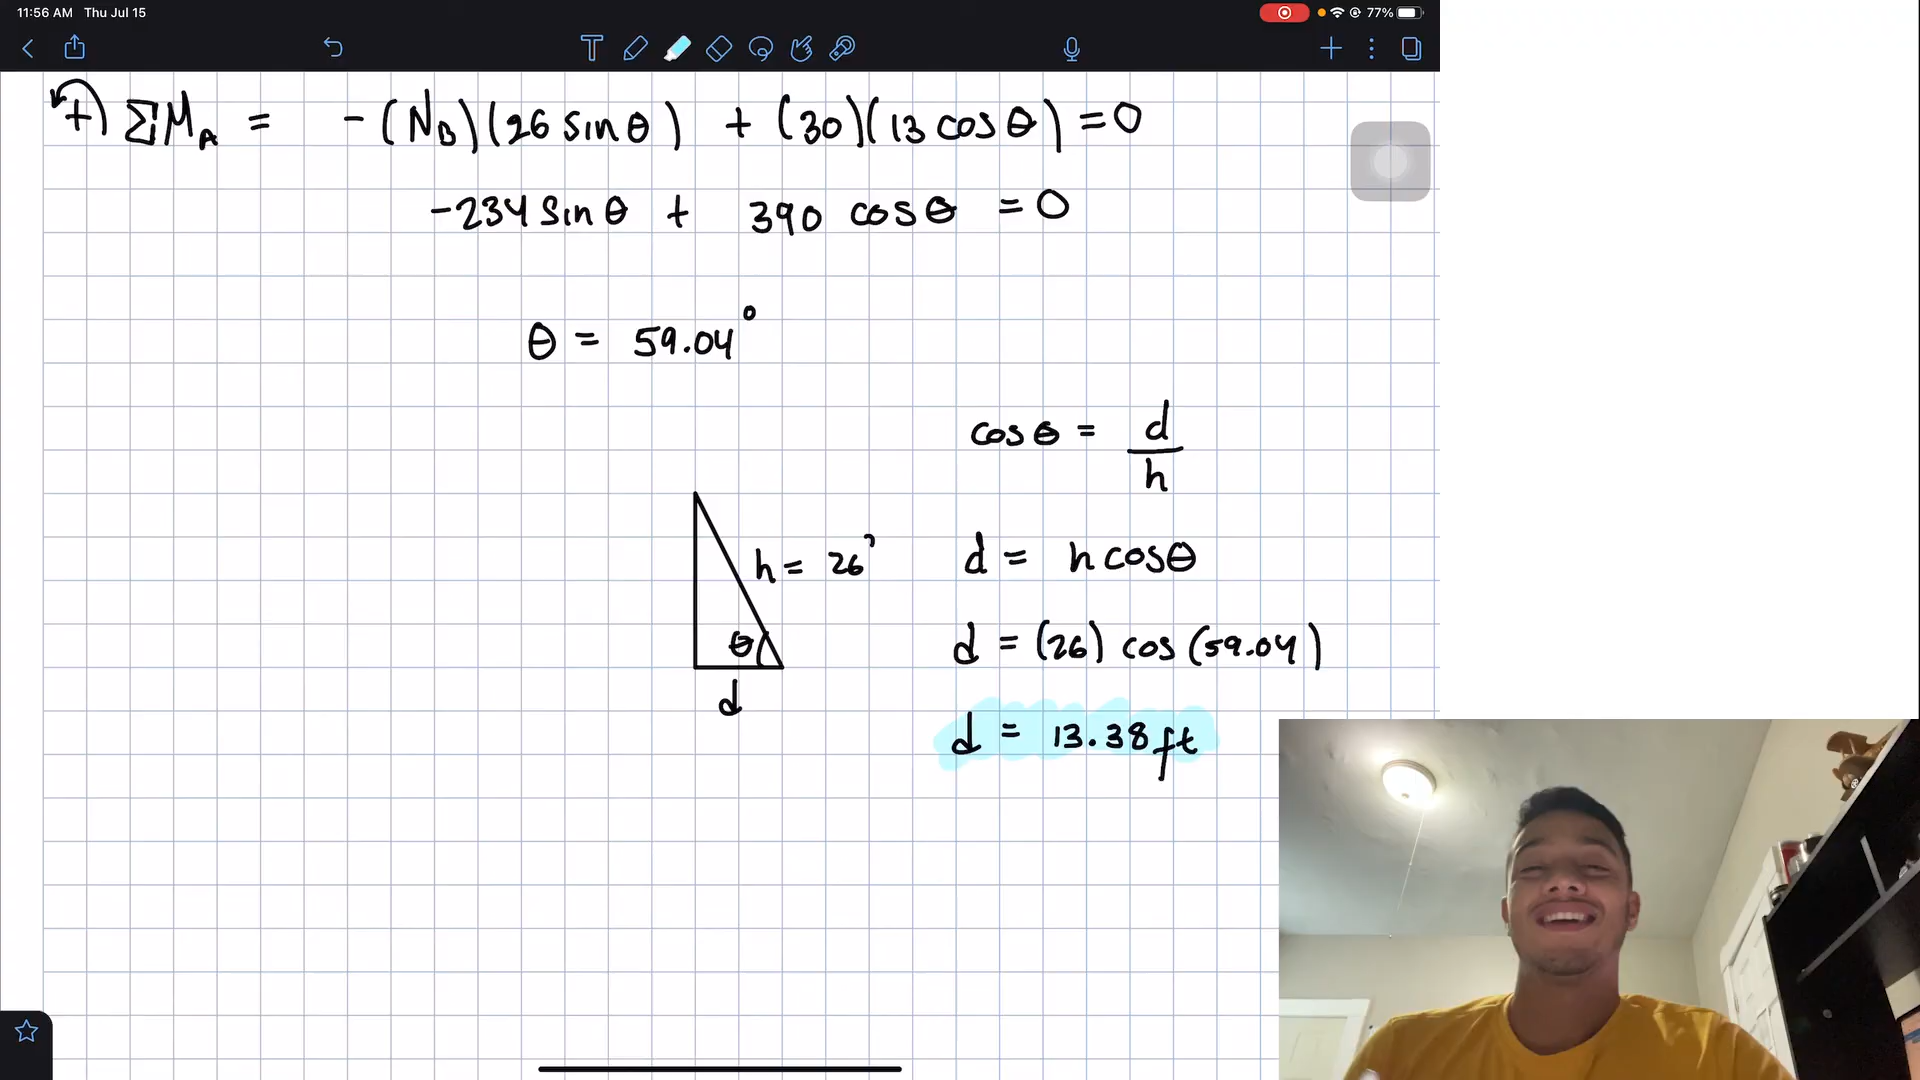 11:56 AM Thu Jul 15 77%
+) ΣM_A = - (N_B)(26 sin θ) + (30)(13 cos θ) = 0
-234 sin θ + 390 cos θ = 0
θ = 59.04°
cos θ = d/h
h = 26'
d = h cos θ
θ
d = (26) cos (59.04)
d
d = 13.38 ft